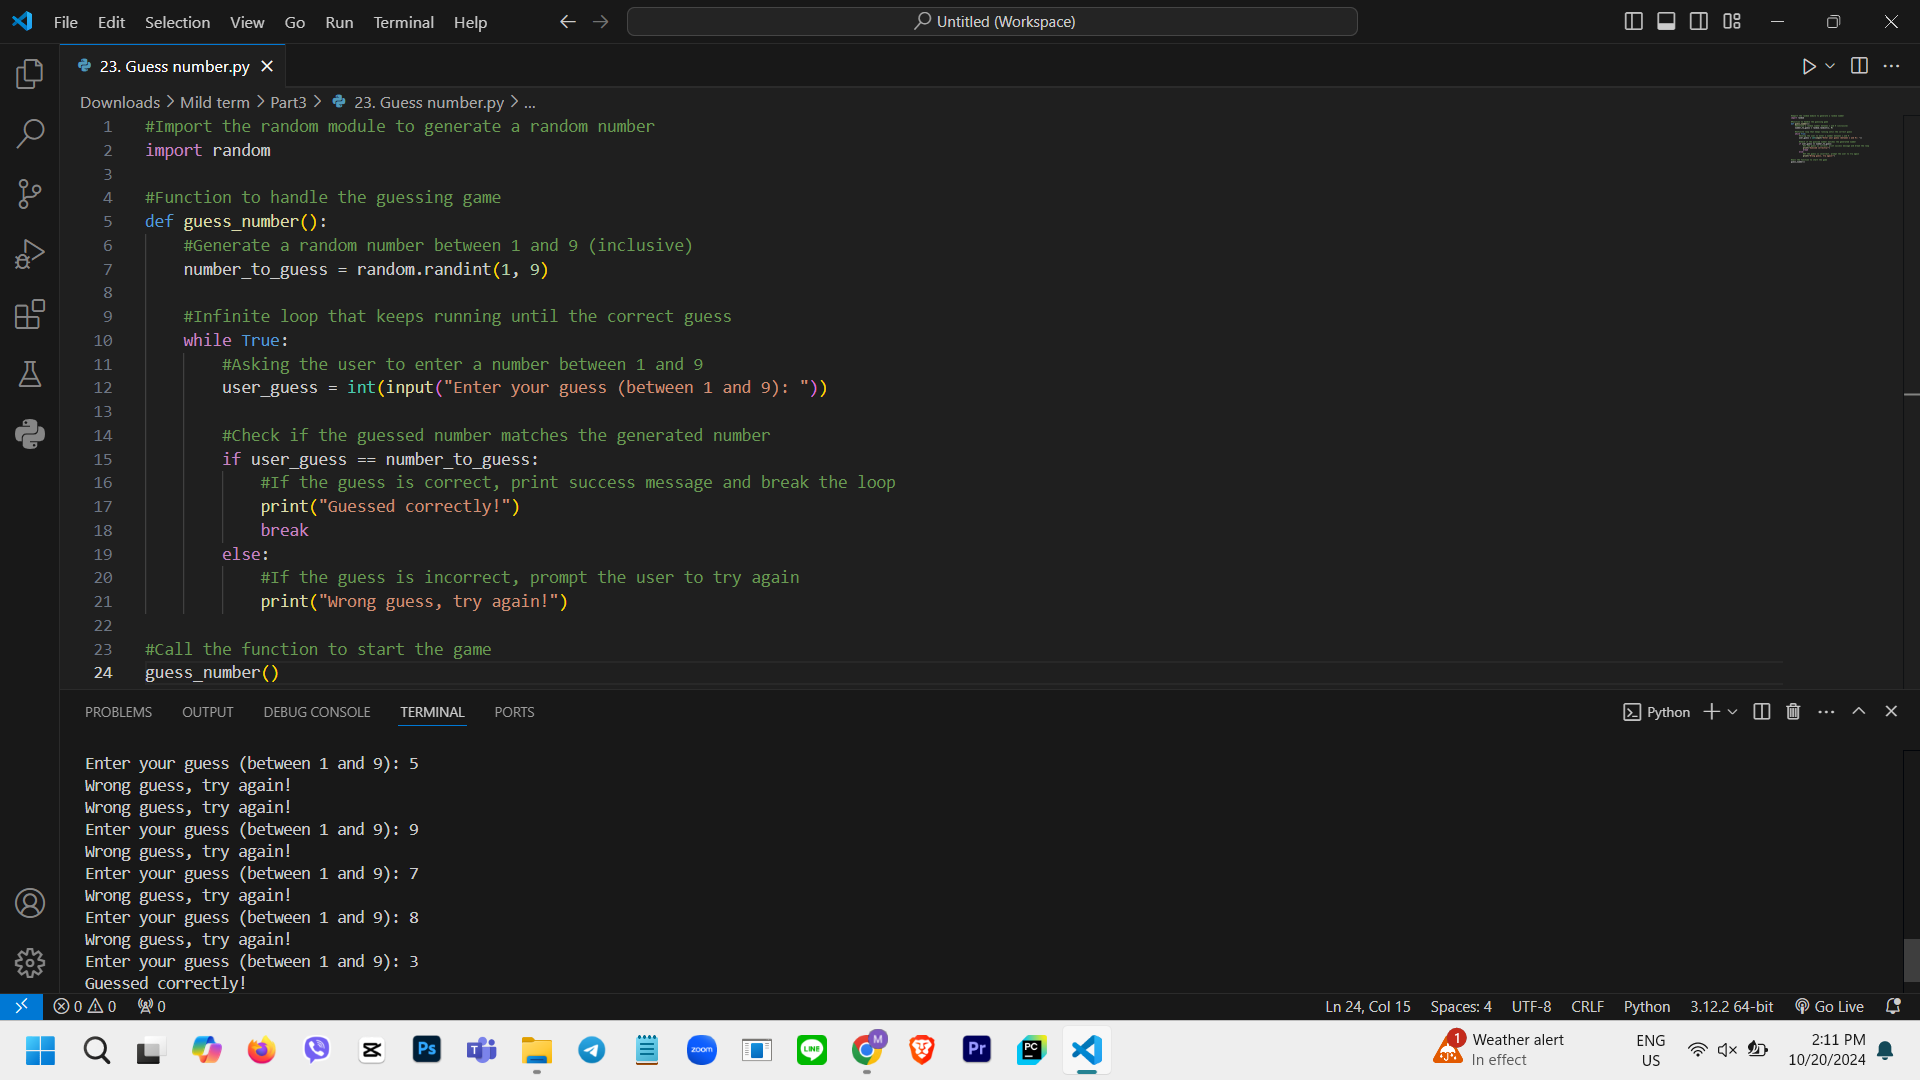 File Edit Selection View Go Run Terminal Help Untitled (Workspace)
23. Guess number.py
Downloads > Mild term > Part3 > 23. Guess number.py > ...
1 #Import the random module to generate a random number
2 import random
3
4 #Function to handle the guessing game
5 def guess_number():
6 #Generate a random number between 1 and 9 (inclusive)
7 number_to_guess = random.randint(1, 9)
8
9 #Infinite loop that keeps running until the correct guess
10 while True:
11 #Asking the user to enter a number between 1 and 9
12 user_guess = int(input("Enter your guess (between 1 and 9): "))
13
14 #Check if the guessed number matches the generated number
15 if user_guess == number_to_guess:
16 #If the guess is correct, print success message and break the loop
17 print("Guessed correctly!")
18 break
19 else:
20 #If the guess is incorrect, prompt the user to try again
21 print("Wrong guess, try again!")
22
23 #Call the function to start the game
24 guess_number()
PROBLEMS OUTPUT DEBUG CONSOLE TERMINAL PORTS Python
Enter your guess (between 1 and 9): 5
Wrong guess, try again!
Wrong guess, try again!
Enter your guess (between 1 and 9): 9
Wrong guess, try again!
Enter your guess (between 1 and 9): 7
Wrong guess, try again!
Enter your guess (between 1 and 9): 8
Wrong guess, try again!
Enter your guess (between 1 and 9): 3
Guessed correctly!
0 0 0 Ln 24, Col 15 Spaces: 4 UTF-8 CRLF Python 3.12.2 64-bit Go Live
Ps T zoom LINE M Pr PC 1 Weather alert ENG 2:11 PM
In effect US 10/20/2024